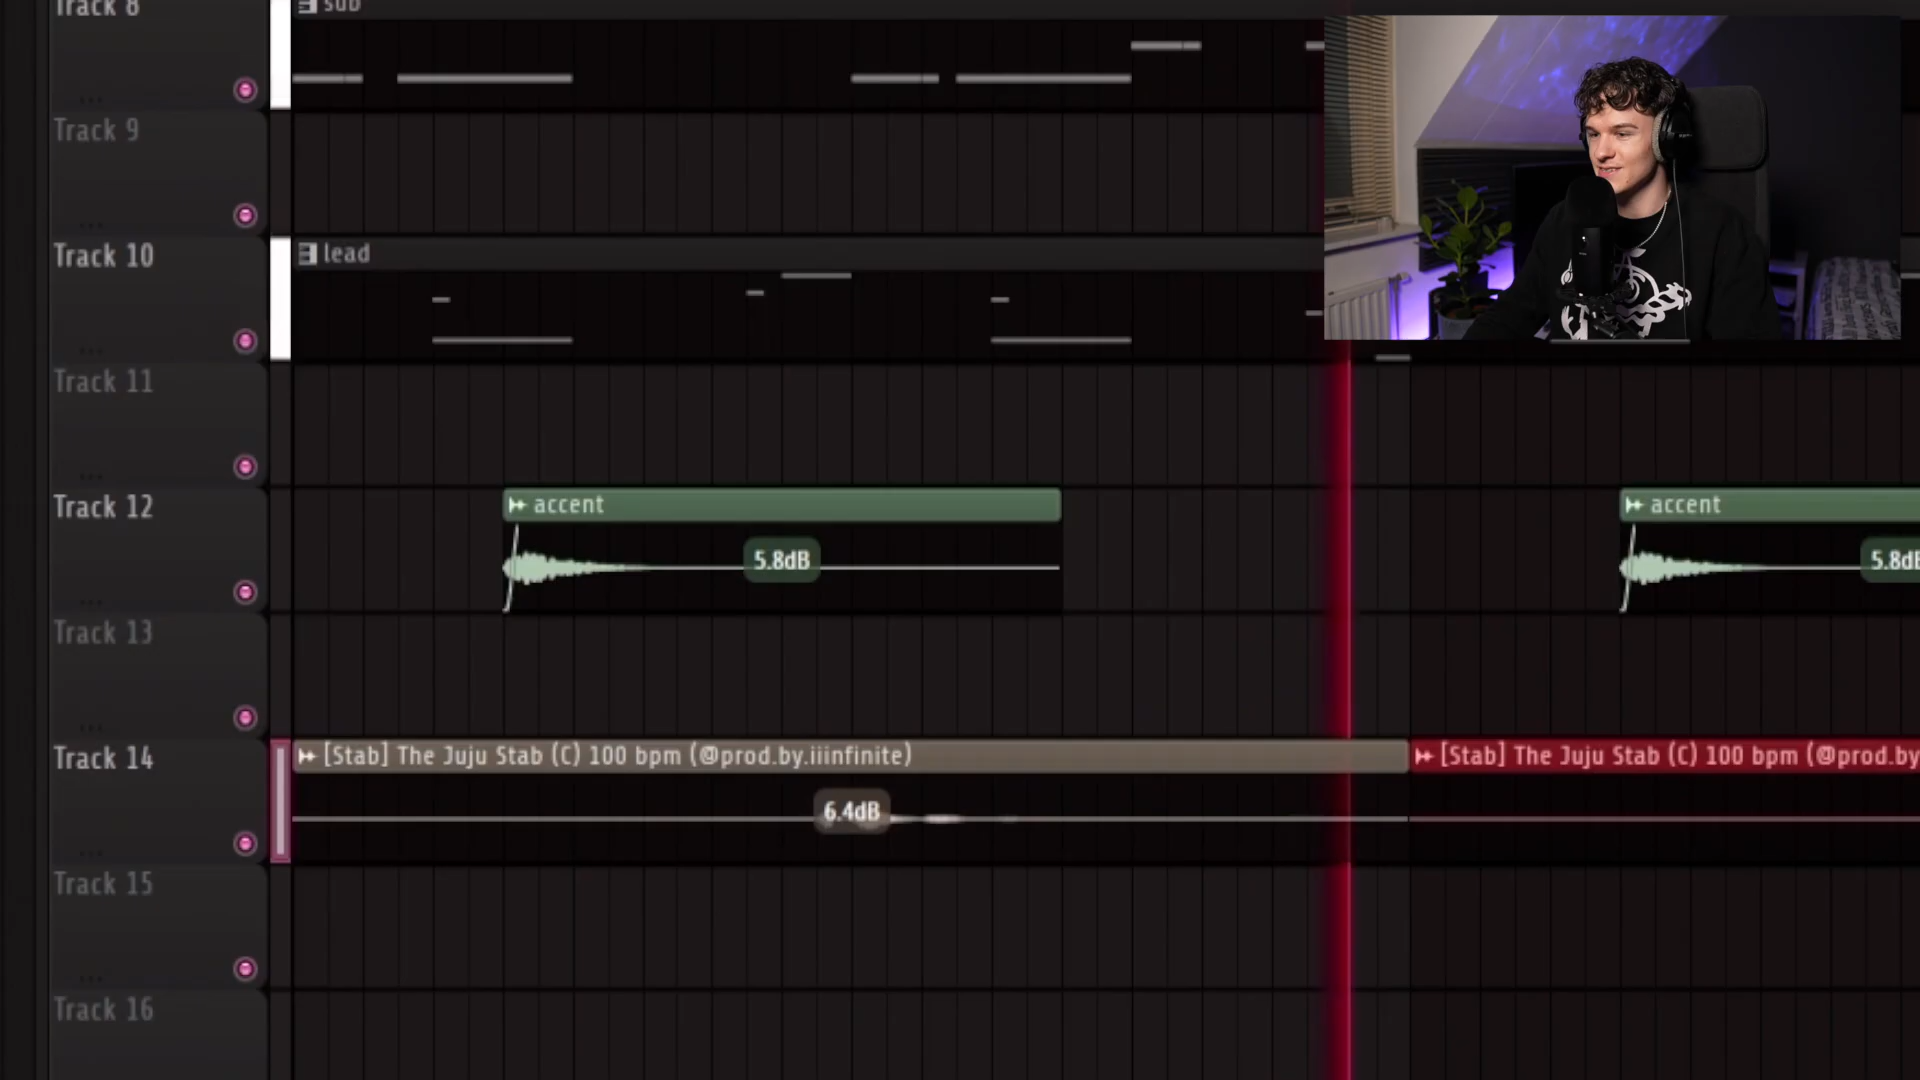 Track 8
sub
Track 9
Track 10
lead
Track 11
Track 12
accent
5.8dB
accent
5.8dB
Track 13
Track 14
[Stab] The Juju Stab (C) 100 bpm (@prod.by.iiinfinite)
6.4dB
[Stab] The Juju Stab (C) 100 bpm (@prod.by
Track 15
Track 16